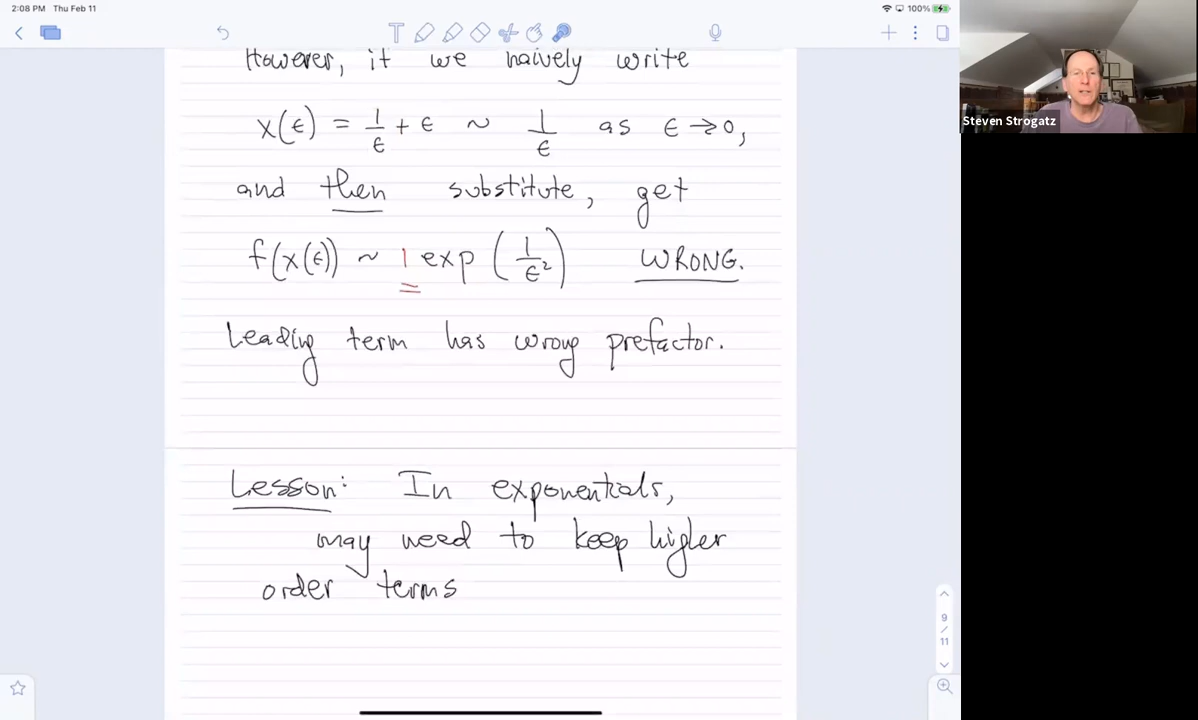 2:08 PM Thu Feb 11
100%
However, if we naively write
x(ϵ) = 1/ϵ + ϵ ~ 1/ϵ as ϵ → 0,
and then substitute, get
f(x(ϵ)) ~ 1 exp (1/ϵ²) WRONG.
Leading term has wrong prefactor.
Lesson: In exponentials,
may need to keep higher
order terms
Steven Strogatz
9
/
11